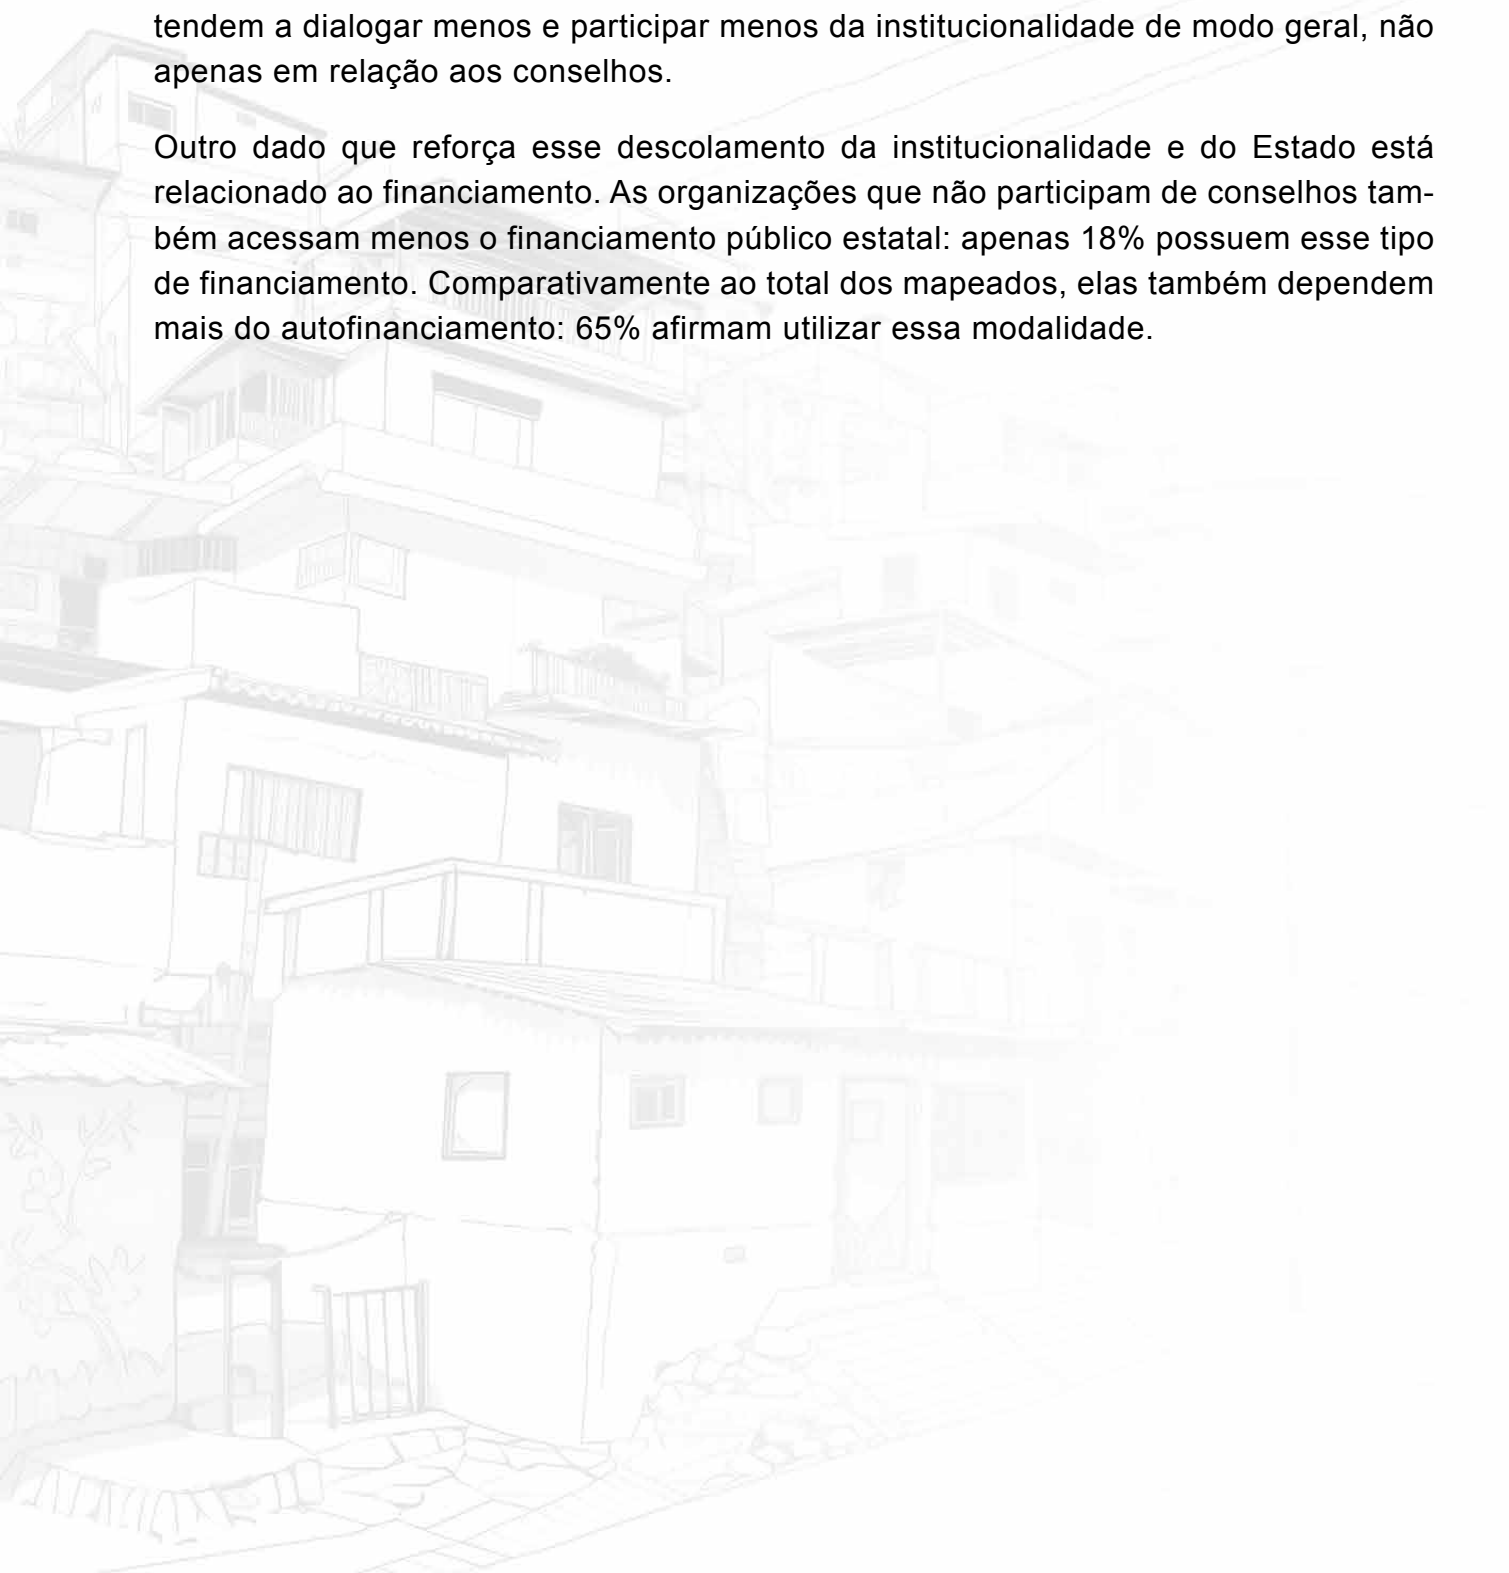 tendem a dialogar menos e participar menos da institucionalidade de modo geral, não
apenas em relação aos conselhos.
Outro dado que reforça esse descolamento da institucionalidade e do Estado está
relacionado ao financiamento. As organizações que não participam de conselhos tam-
bém acessam menos o financiamento público estatal: apenas 18% possuem esse tipo
de financiamento. Comparativamente ao total dos mapeados, elas também dependem
mais do autofinanciamento: 65% afirmam utilizar essa modalidade.